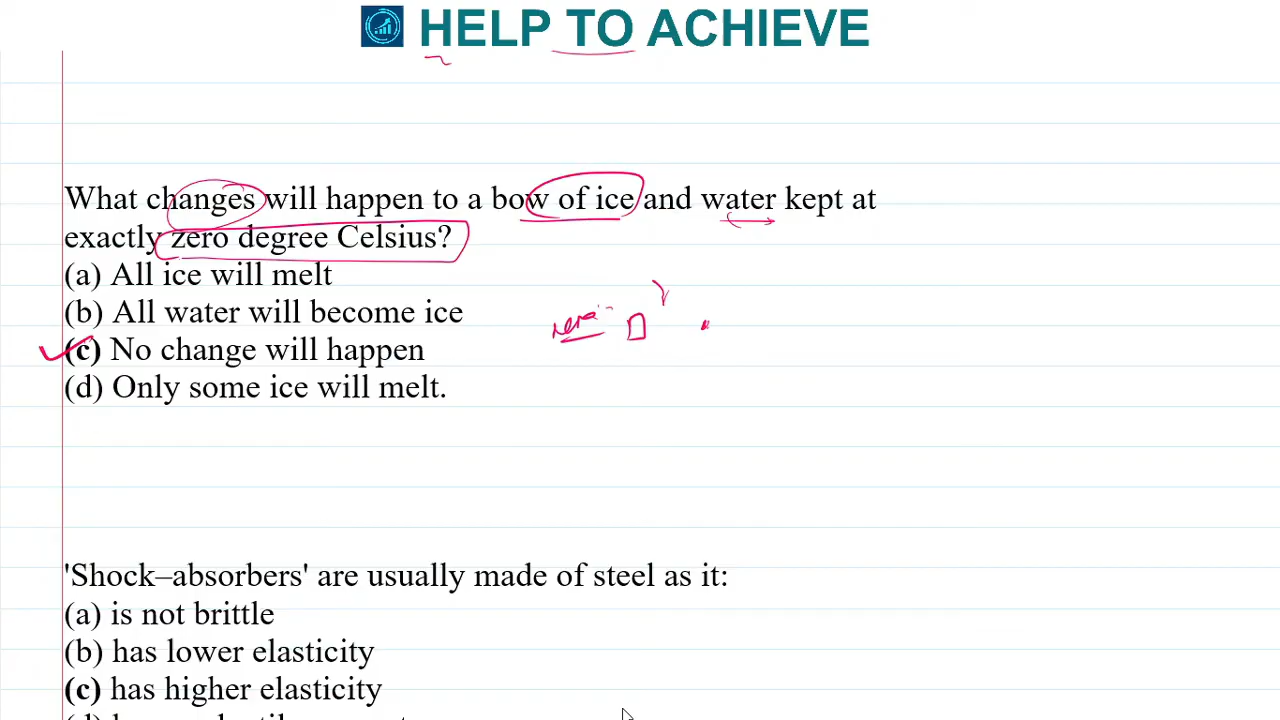 HELP TO ACHIEVE
What changes will happen to a bow of ice and water kept at
exactly zero degree Celsius?
(a) All ice will melt
(b) All water will become ice
(c) No change will happen
(d) Only some ice will melt.
'Shock–absorbers' are usually made of steel as it:
(a) is not brittle
(b) has lower elasticity
(c) has higher elasticity